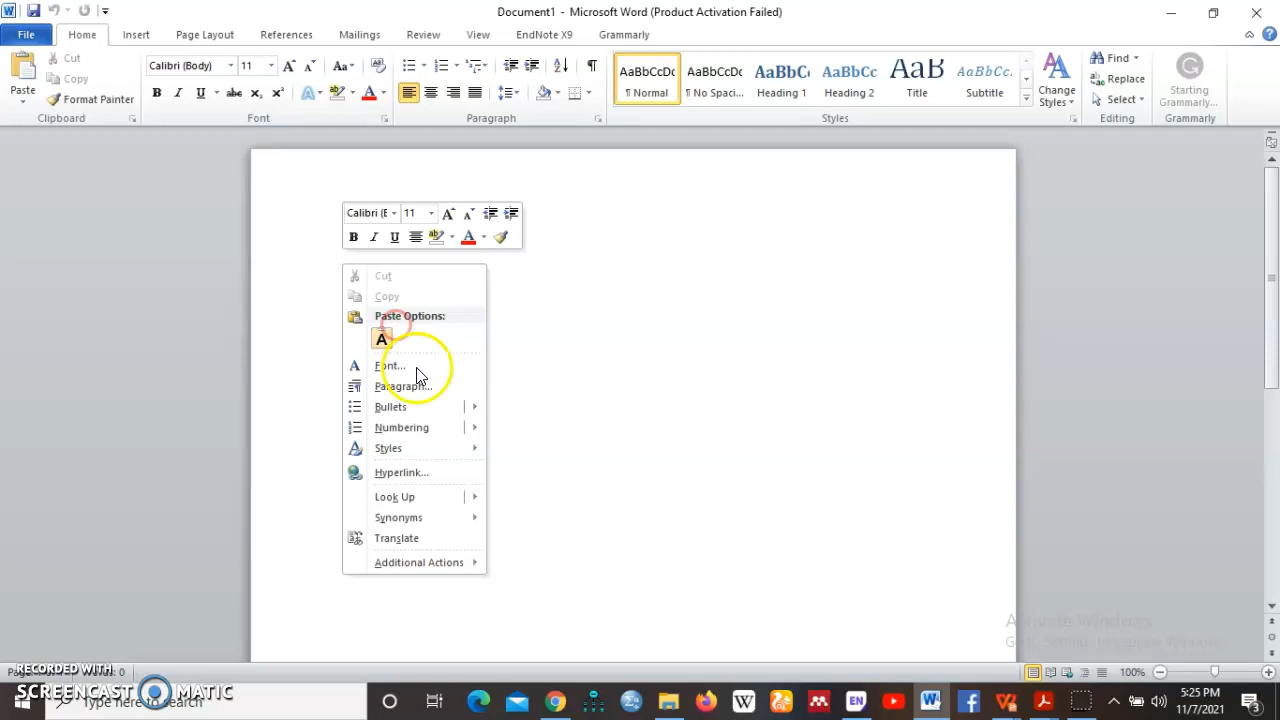 Document1 - Microsoft Word (Product Activation Failed)
File Home Insert Page Layout References Mailings Review View EndNote X9 Grammarly
Paste
Cut
Copy
Format Painter
Clipboard
Calibri (Body) 11
Font
Paragraph
AaBbCcDc AaBbCcDc AaBbC AaBbCc AaB AaBbCc.
¶ Normal ¶ No Spaci... Heading 1 Heading 2 Title Subtitle
Styles
Change Styles
Find
Replace
Select
Editing
Starting Grammarly...
Grammarly
Calibri (E 11
Cut
Copy
Paste Options:
Font...
Paragraph...
Bullets
Numbering
Styles
Hyperlink...
Look Up
Synonyms
Translate
Additional Actions
Activate Windows
100%
RECORDED WITH
SCREENCAST MATIC
Type here to search
5:25 PM
11/7/2021